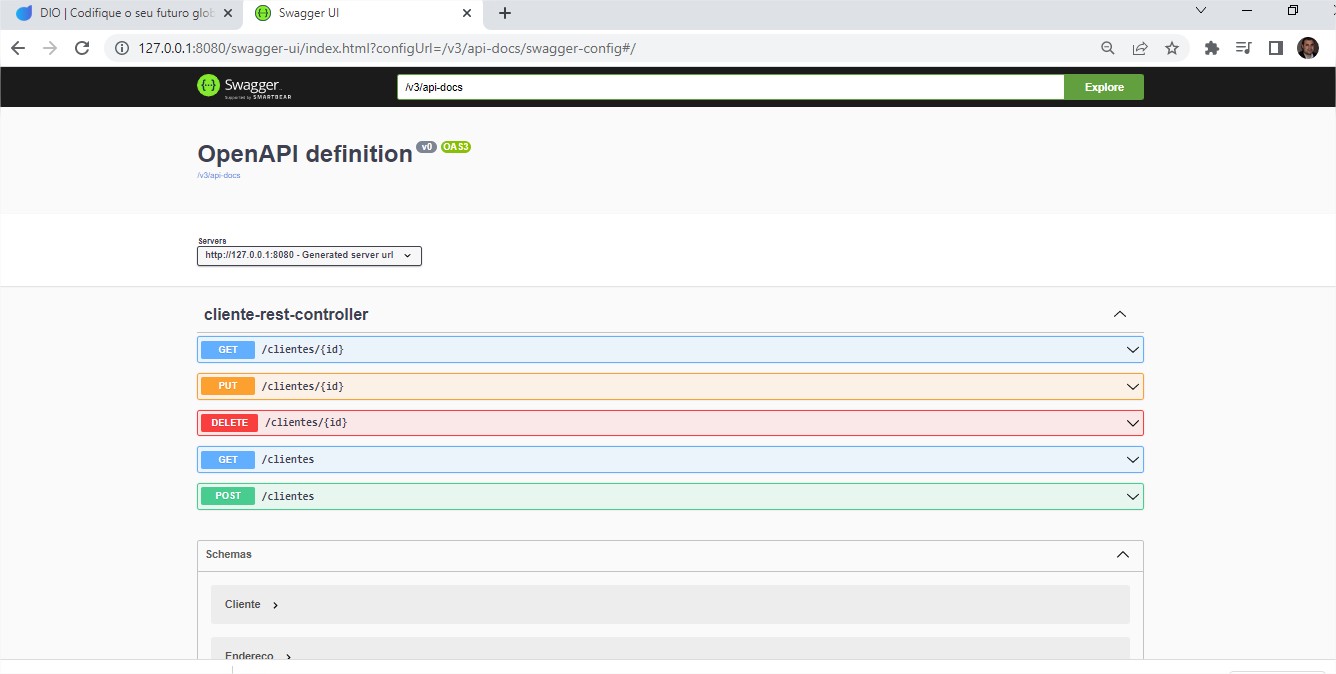 DIO | Codifique o seu futuro glob
Swagger UI
127.0.0.1:8080/swagger-ui/index.html?configUrl=/v3/api-docs/swagger-config#/
Swagger
Supported by SMARTBEAR
/v3/api-docs
Explore
OpenAPI definition v0 OAS3
/v3/api-docs
Servers
http://127.0.0.1:8080 - Generated server url
cliente-rest-controller
GET /clientes/{id}
PUT /clientes/{id}
DELETE /clientes/{id}
GET /clientes
POST /clientes
Schemas
Cliente
Endereco